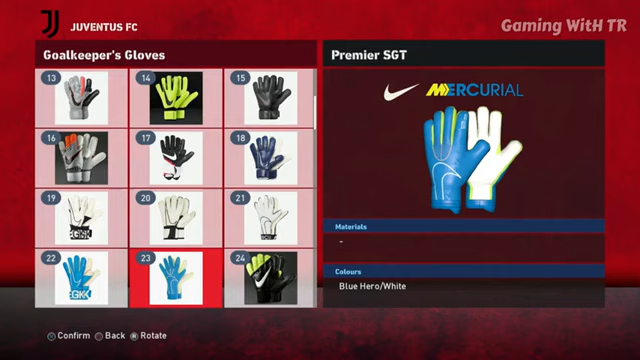 JUVENTUS FC
Gaming WitH TR
Goalkeeper's Gloves
Premier SGT
13
14
15
MERCURIAL
16
17
18
19
20
21
Materials
-
22
23
24
Colours
Blue Hero/White
Confirm
Back
Rotate